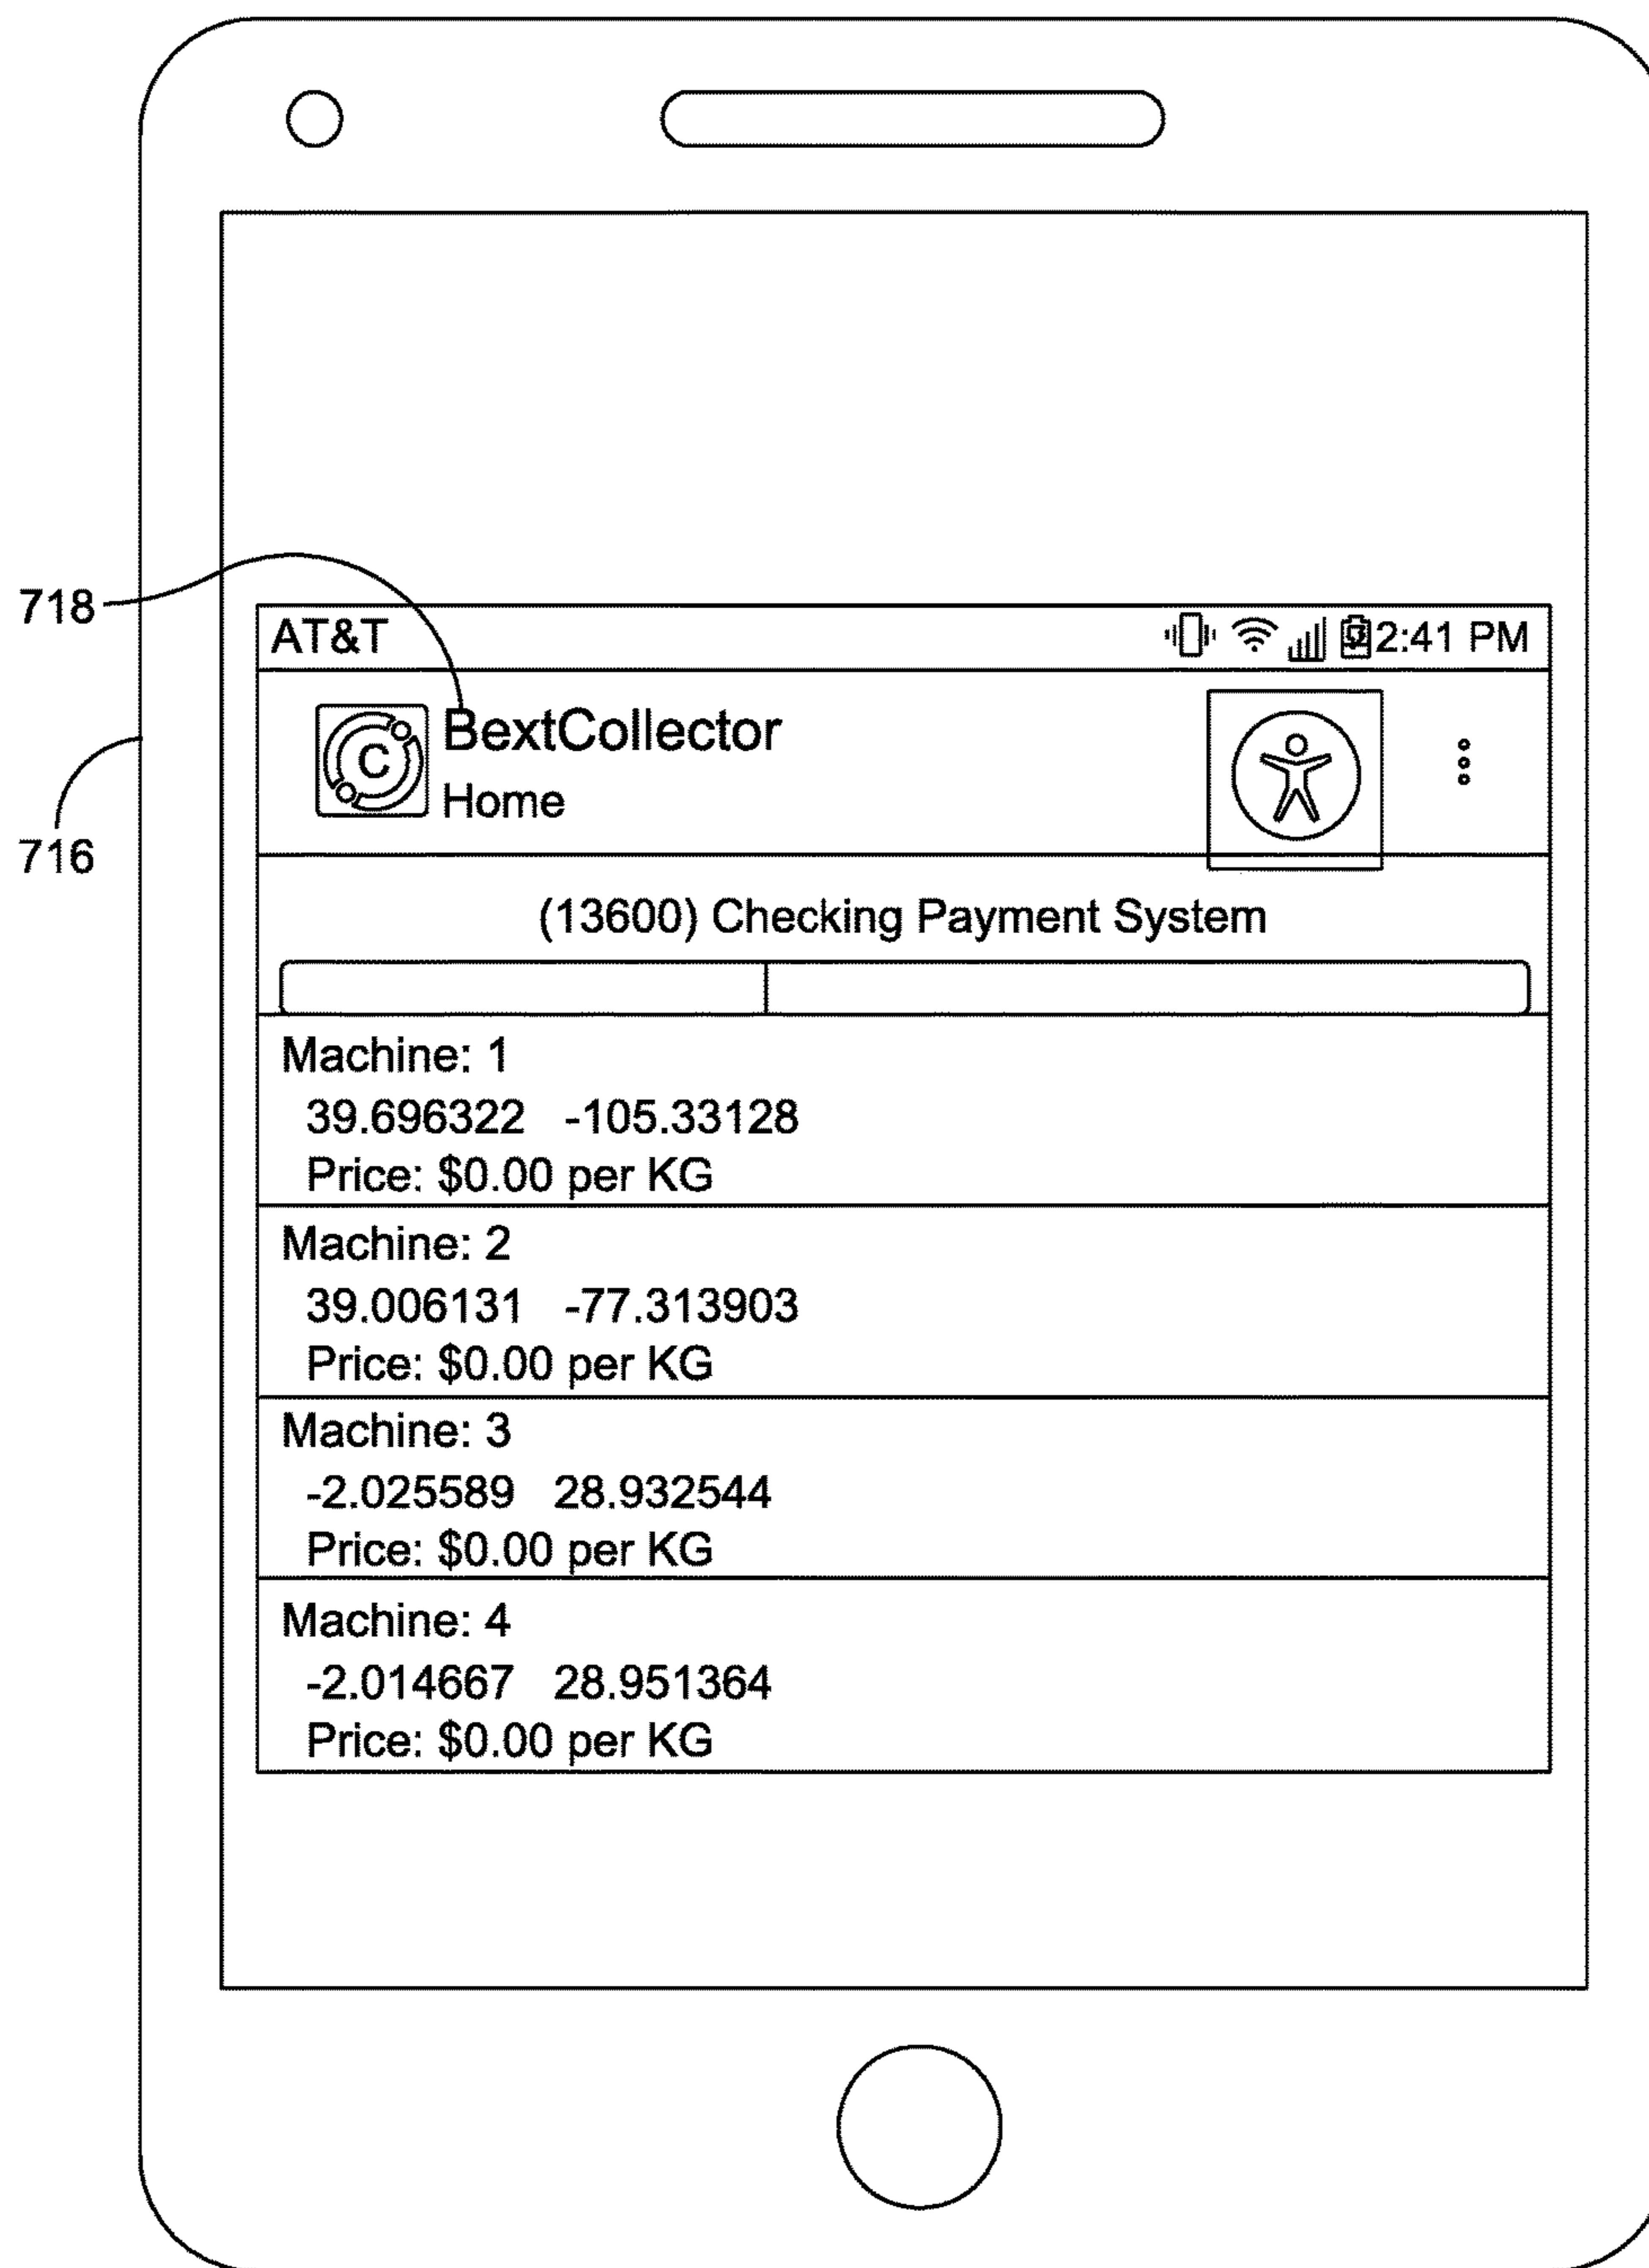 718
AT&T 2:41 PM
C
BextCollector
Home
716
(13600) Checking Payment System
Machine: 1
39.696322 -105.33128
Price: $0.00 per KG
Machine: 2
39.006131 -77.313903
Price: $0.00 per KG
Machine: 3
-2.025589 28.932544
Price: $0.00 per KG
Machine: 4
-2.014667 28.951364
Price: $0.00 per KG